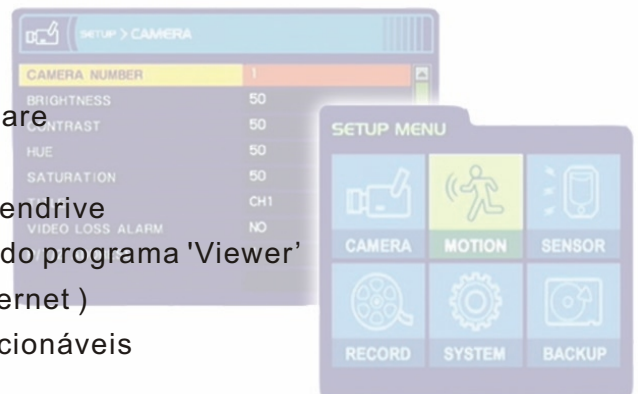 SETUP > CAMERA
CAMERA NUMBER 1
BRIGHTNESS 50
are
CONTRAST 50
HUE 50
SATURATION 50
CH1
endrive
VIDEO LOSS ALARM NO
do programa 'Viewer’
ernet )
cionáveis
SETUP MENU
CAMERA MOTION SENSOR
RECORD SYSTEM BACKUP